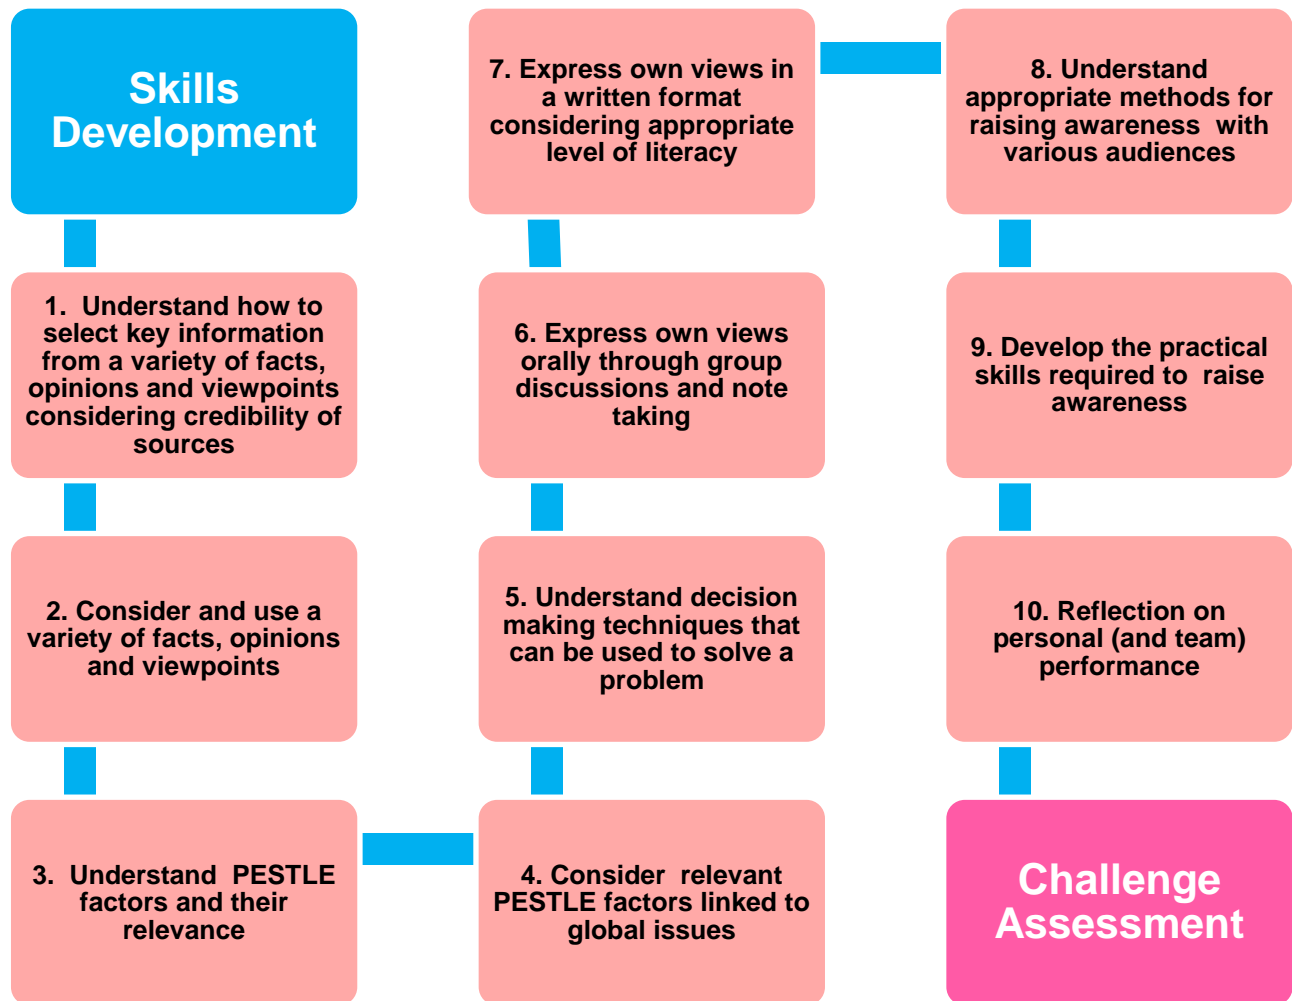 Skills
Development
1. Understand how to
select key information
from a variety of facts,
opinions and viewpoints
considering credibility of
sources
2. Consider and use a
variety of facts, opinions
and viewpoints
3. Understand PESTLE
factors and their
relevance
4. Consider relevant
PESTLE factors linked to
global issues
5. Understand decision
making techniques that
can be used to solve a
problem
6. Express own views
orally through group
discussions and note
taking
7. Express own views in
a written format
considering appropriate
level of literacy
8. Understand
appropriate methods for
raising awareness with
various audiences
9. Develop the practical
skills required to raise
awareness
10. Reflection on
personal (and team)
performance
Challenge
Assessment